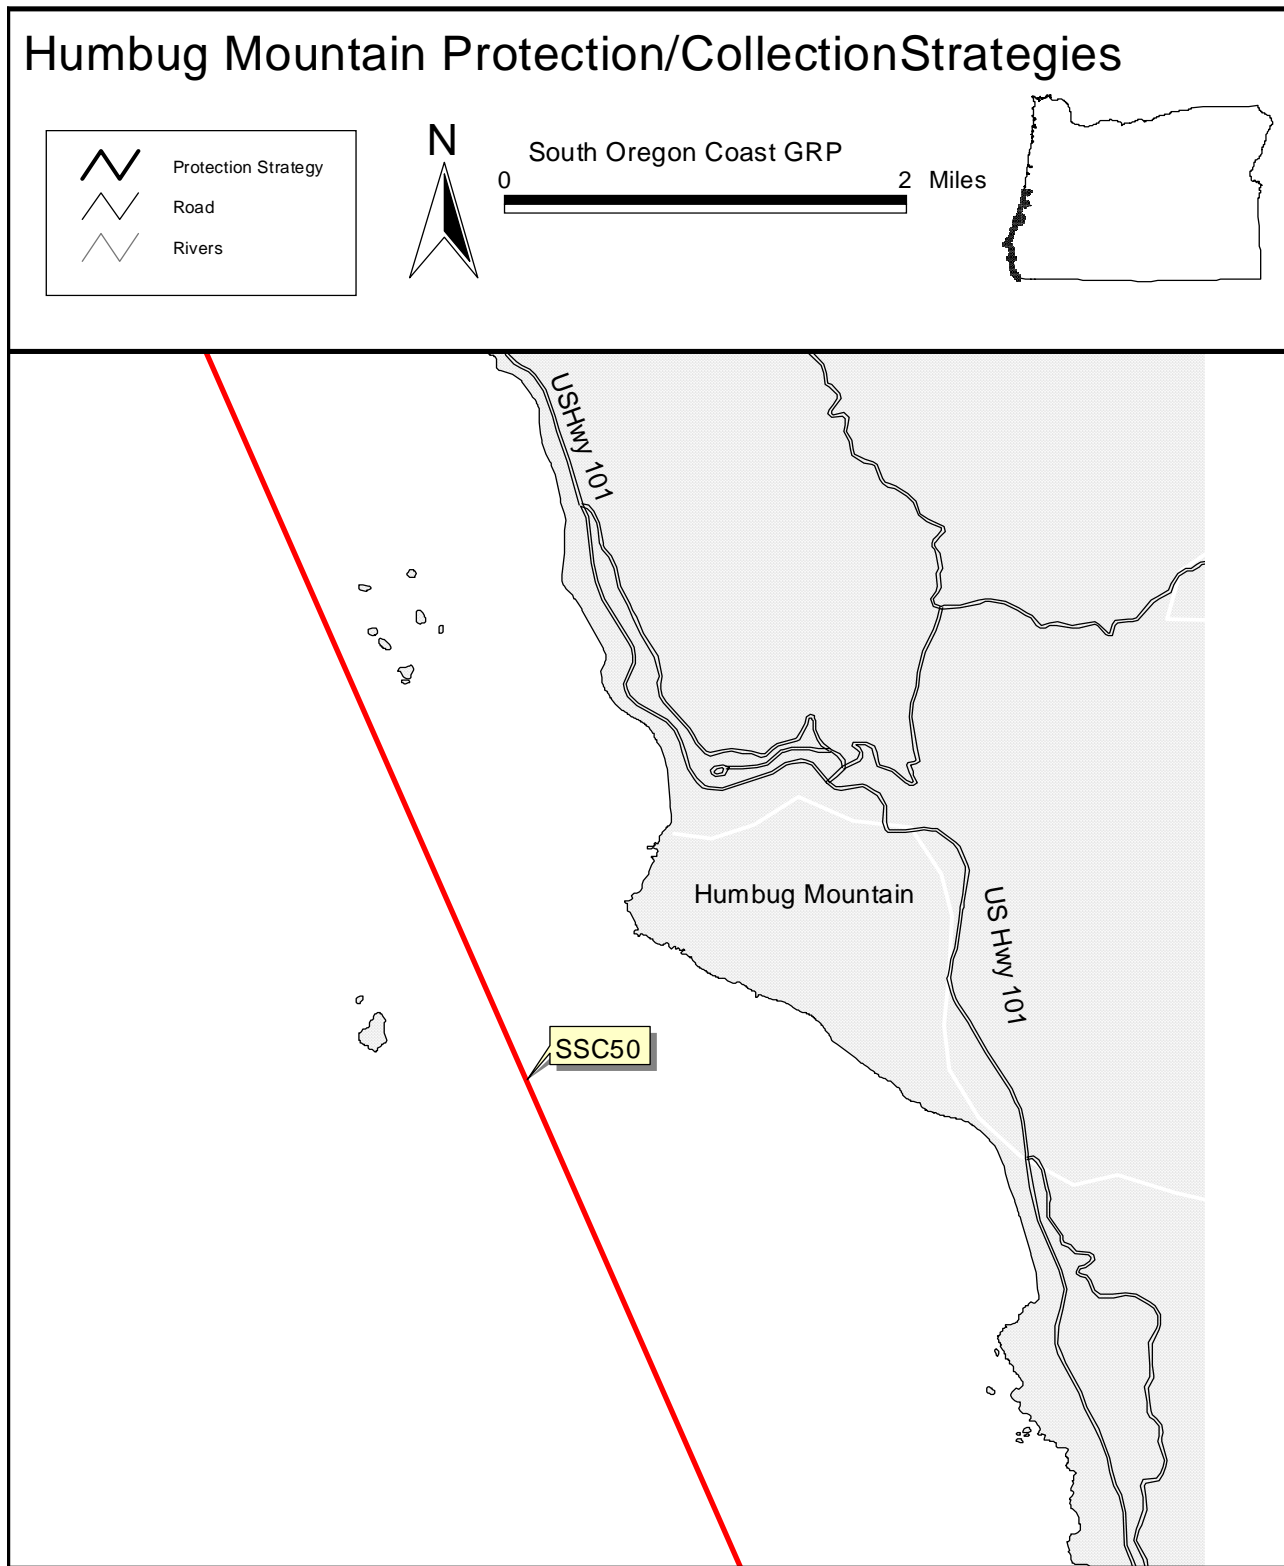 Humbug Mountain Protection/CollectionStrategies
Protection Strategy
Road
Rivers
N
South Oregon Coast GRP
0 2 Miles
USHwy 101
Humbug Mountain
US Hwy 101
SSC50